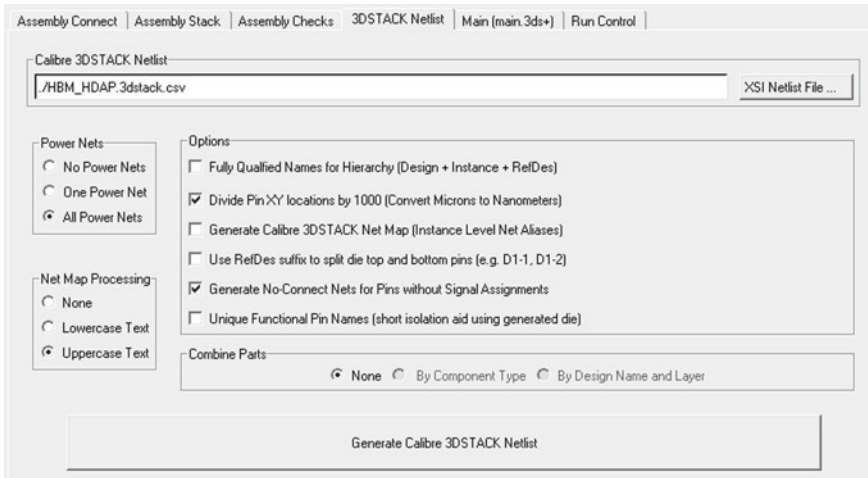 Assembly Connect | Assembly Stack | Assembly Checks | 3DSTACK Netlist | Main (main.3ds+) | Run Control
Calibre 3DSTACK Netlist
./HBM_HDAP.3dstack.csv XSI Netlist File ...
Power Nets
No Power Nets
One Power Net
All Power Nets
Net Map Processing
None
Lowercase Text
Uppercase Text
Options
Fully Qualfied Names for Hierarchy (Design + Instance + RefDes)
Divide Pin XY locations by 1000 (Convert Microns to Nanometers)
Generate Calibre 3DSTACK Net Map (Instance Level Net Aliases)
Use RefDes suffix to split die top and bottom pins (e.g. D1-1, D1-2)
Generate No-Connect Nets for Pins without Signal Assignments
Unique Functional Pin Names (short isolation aid using generated die)
Combine Parts
None By Component Type By Design Name and Layer
Generate Calibre 3DSTACK Netlist